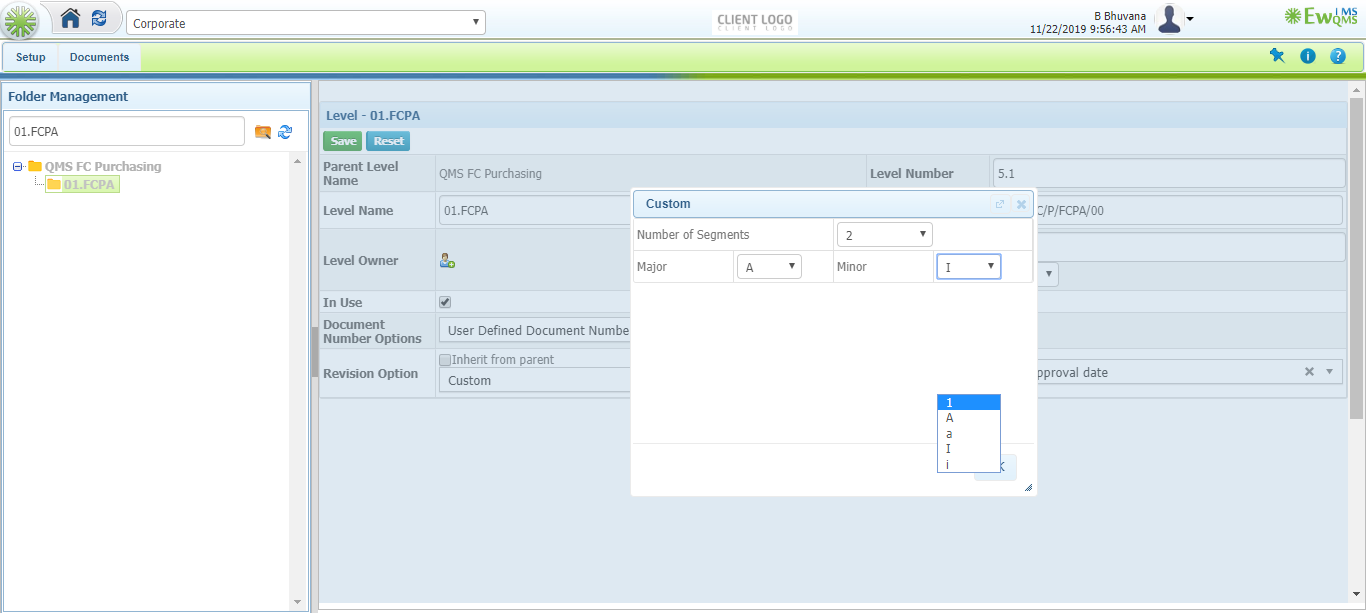 Corporate
CLIENT LOGO
CLIENT LOGO
B Bhuvana
11/22/2019 9:56:43 AM
EwQMS
iMS
Setup
Documents
Folder Management
01.FCPA
QMS FC Purchasing
01.FCPA
Level - 01.FCPA
Save
Reset
Parent Level
Name
QMS FC Purchasing
Level Number
5.1
Level Name
01.FCPA
C/P/FCPA/00
Level Owner
In Use
Document
Number Options
User Defined Document Numbe
Revision Option
Inherit from parent
Custom
pproval date
Custom
Number of Segments
2
Major
A
Minor
I
1
A
a
I
i
K